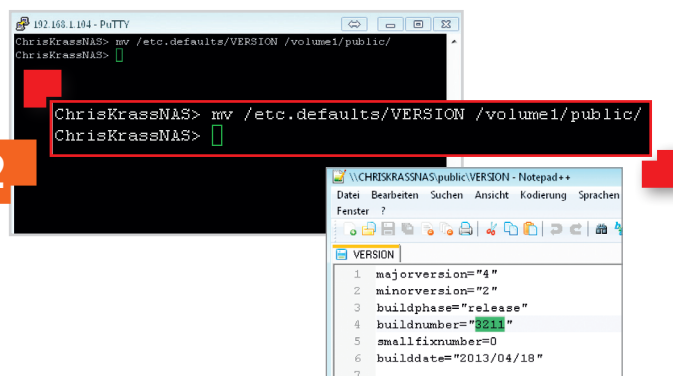 192.168.1.104 - PuTTY
ChrisKrassNAS> mv /etc.defaults/VERSION /volume1/public/
ChrisKrassNAS>
ChrisKrassNAS> mv /etc.defaults/VERSION /volume1/public/
ChrisKrassNAS>
2
\\CHRISKRASSNAS\public\VERSION - Notepad++
Datei Bearbeiten Suchen Ansicht Kodierung Sprachen
Fenster ?
VERSION
1 majorversion="4"
2 minorversion="2"
3 buildphase="release"
4 buildnumber="3211"
5 smallfixnumber=0
6 builddate="2013/04/18"
7